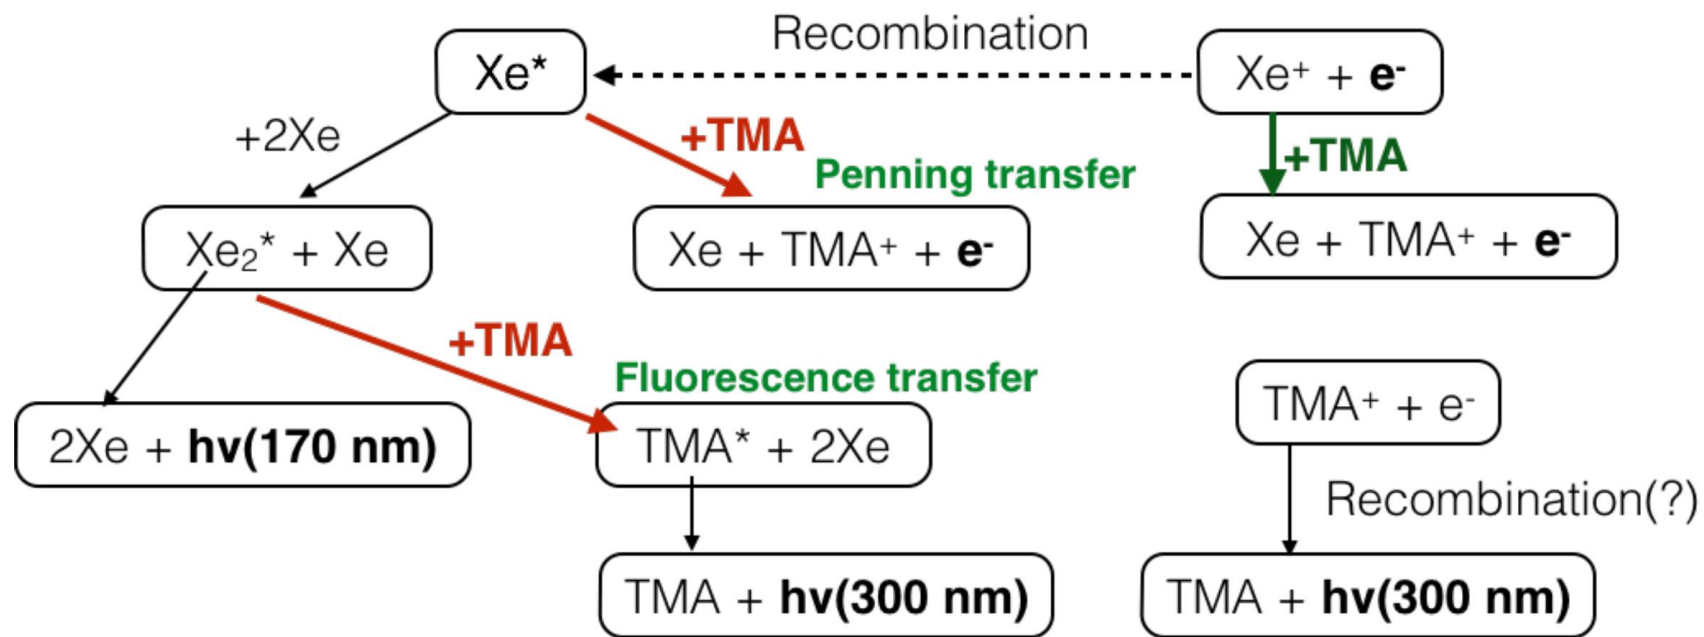 Recombination
Xe*
Xe⁺ + e⁻
+2Xe
+TMA
+TMA
Penning transfer
Xe₂* + Xe
Xe + TMA⁺ + e⁻
Xe + TMA⁺ + e⁻
+TMA
Fluorescence transfer
TMA⁺ + e⁻
2Xe + hv(170 nm)
TMA* + 2Xe
Recombination(?)
TMA + hv(300 nm)
TMA + hv(300 nm)